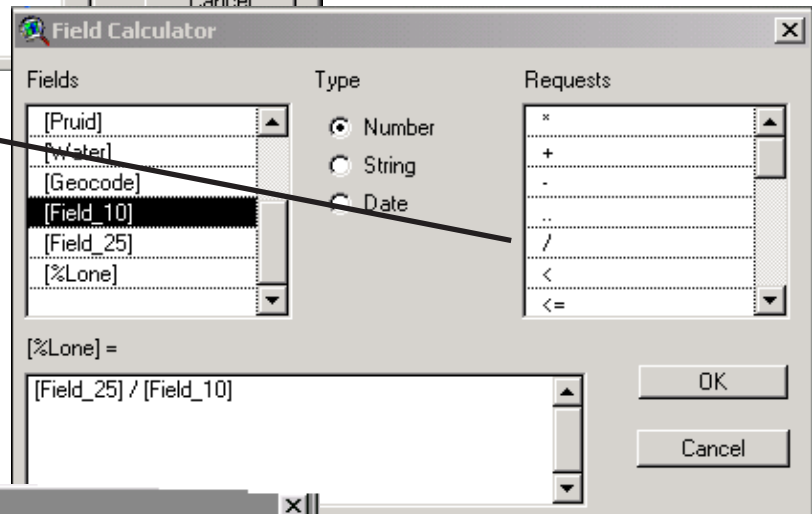 Cancel
Field Calculator
Fields
Type
Requests
[Pruid]
[Water]
[Geocode]
[Field_10]
[Field_25]
[%Lone]
Number
String
Date
*
+
-
..
/
<
<=
[%Lone] =
[Field_25] / [Field_10]
OK
Cancel